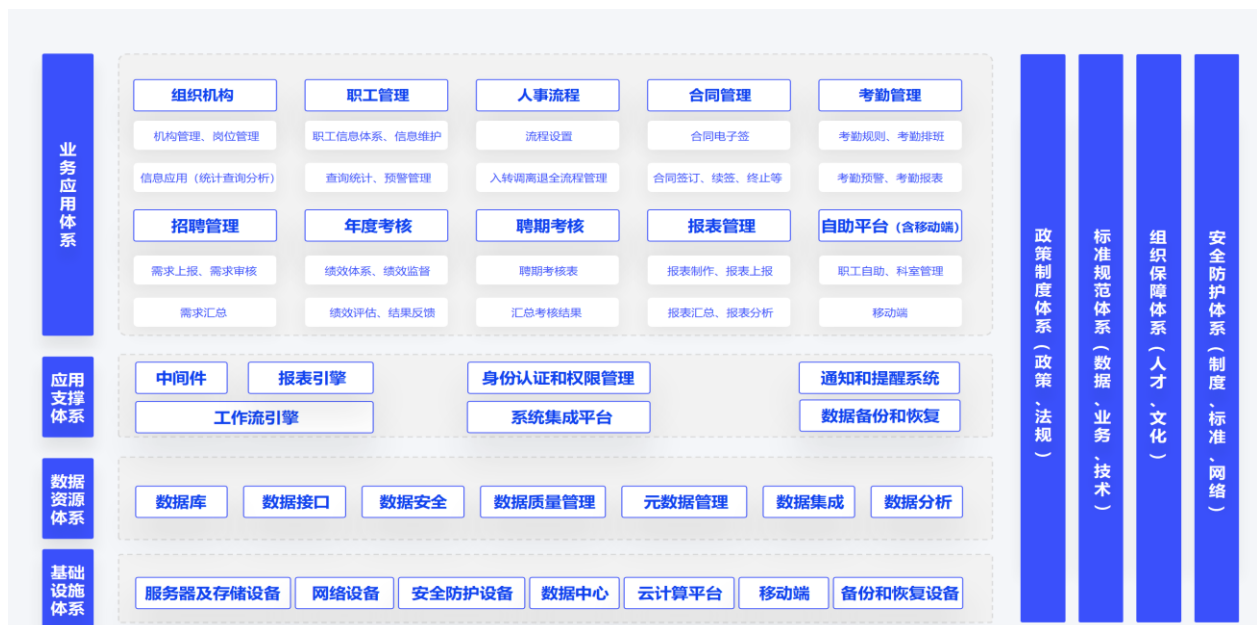 业务应用体系
组织机构
职工管理
人事流程
合同管理
考勤管理
机构管理、岗位管理
职工信息体系、信息维护
流程设置
合同电子签
考勤规则、考勤排班
信息应用（统计查询分析）
查询统计、预警管理
入转调离退全流程管理
合同签订、续签、终止等
考勤预警、考勤报表
招聘管理
年度考核
聘期考核
报表管理
自助平台（含移动端）
需求上报、需求审核
绩效体系、绩效监督
聘期考核表
报表制作、报表上报
职工自助、科室管理
需求汇总
绩效评估、结果反馈
汇总考核结果
报表汇总、报表分析
移动端
应用
支撑
体系
中间件
报表引擎
身份认证和权限管理
通知和提醒系统
工作流引擎
系统集成平台
数据备份和恢复
数据
资源
体系
数据库
数据接口
数据安全
数据质量管理
元数据管理
数据集成
数据分析
基础
设施
体系
服务器及存储设备
网络设备
安全防护设备
数据中心
云计算平台
移动端
备份和恢复设备
政策制度体系（政策、法规）
标准规范体系（数据、业务、技术）
组织保障体系（人才、文化）
安全防护体系（制度、标准、网络）